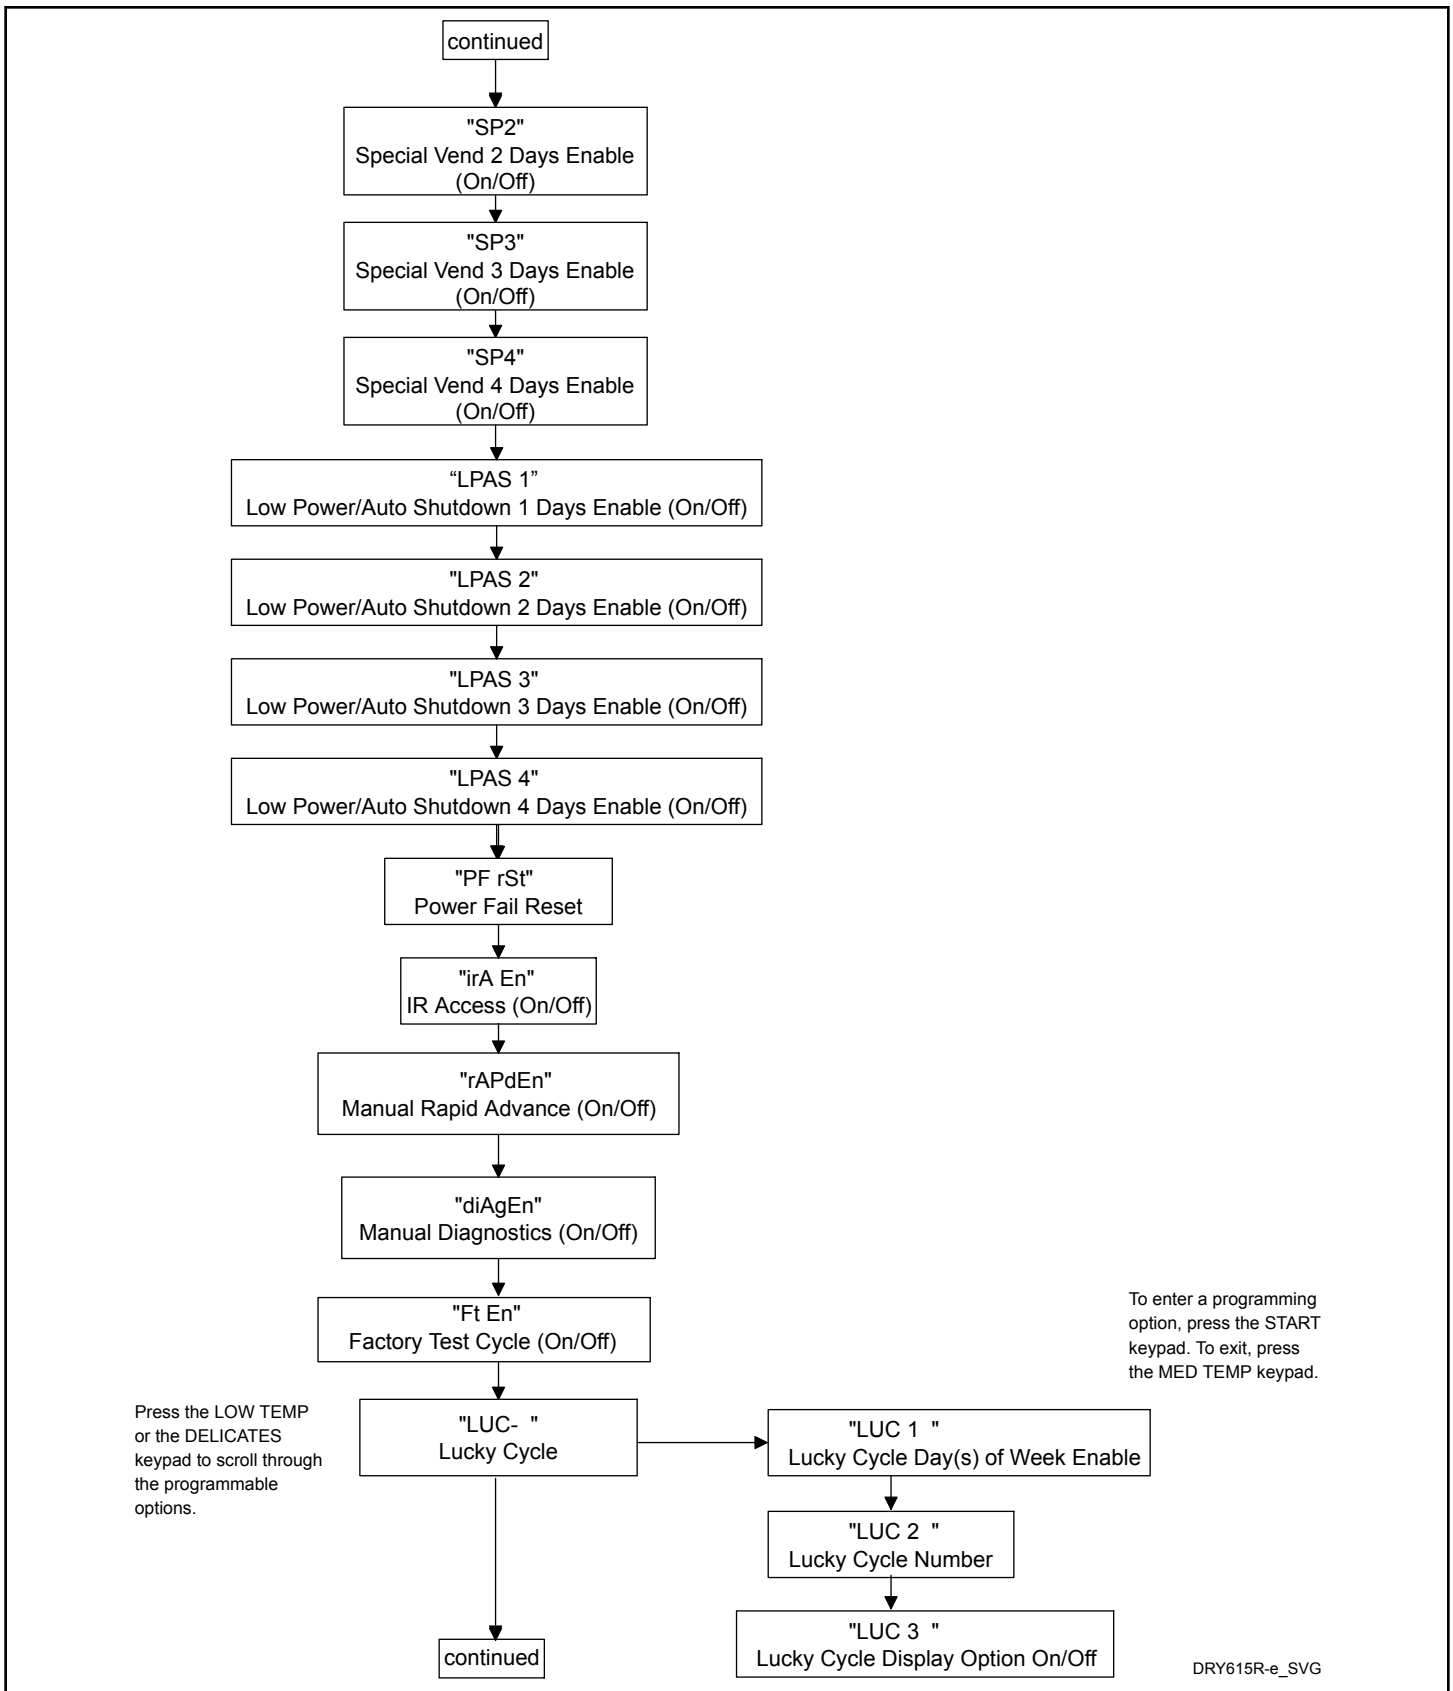 continued
"SP2"
Special Vend 2 Days Enable
(On/Off)
"SP3"
Special Vend 3 Days Enable
(On/Off)
"SP4"
Special Vend 4 Days Enable
(On/Off)
“LPAS 1”
Low Power/Auto Shutdown 1 Days Enable (On/Off)
"LPAS 2"
Low Power/Auto Shutdown 2 Days Enable (On/Off)
"LPAS 3"
Low Power/Auto Shutdown 3 Days Enable (On/Off)
"LPAS 4"
Low Power/Auto Shutdown 4 Days Enable (On/Off)
"PF rSt"
Power Fail Reset
"irA En"
IR Access (On/Off)
"rAPdEn"
Manual Rapid Advance (On/Off)
"diAgEn"
Manual Diagnostics (On/Off)
"Ft En"
Factory Test Cycle (On/Off)
To enter a programming
option, press the START
keypad. To exit, press
the MED TEMP keypad.
Press the LOW TEMP
or the DELICATES
keypad to scroll through
the programmable
options.
"LUC-  "
Lucky Cycle
"LUC 1  "
Lucky Cycle Day(s) of Week Enable
"LUC 2  "
Lucky Cycle Number
"LUC 3  "
Lucky Cycle Display Option On/Off
continued
DRY615R-e_SVG